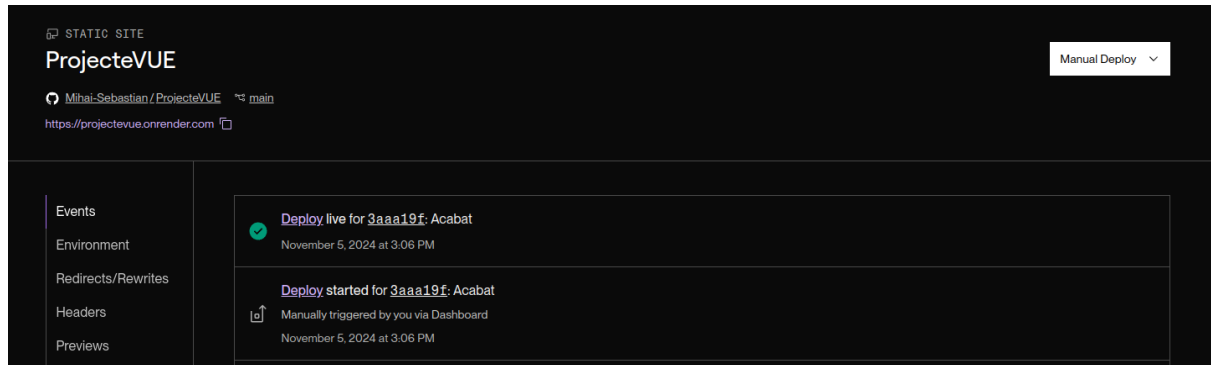 STATIC SITE
ProjecteVUE
Manual Deploy
Mihai-Sebastian / ProjecteVUE main
https://projectevue.onrender.com
Events
Environment
Redirects/Rewrites
Headers
Previews
Deploy live for 3aaa19f: Acabat
November 5, 2024 at 3:06 PM
Deploy started for 3aaa19f: Acabat
Manually triggered by you via Dashboard
November 5, 2024 at 3:06 PM